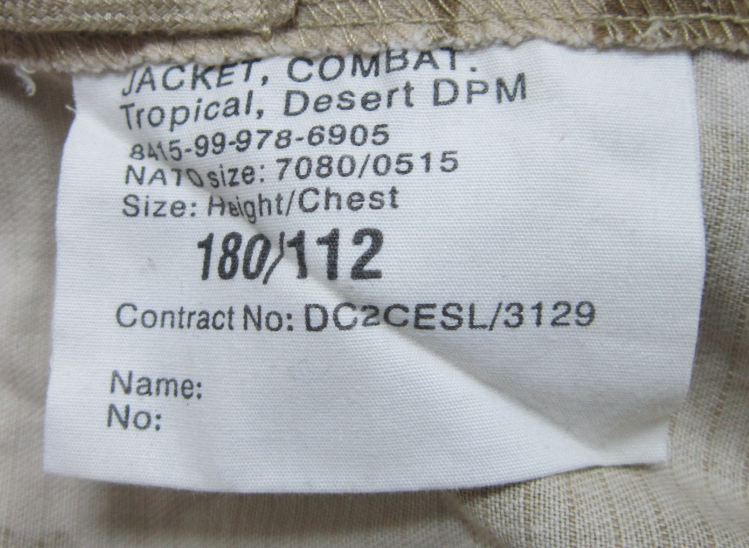 JACKET, COMBAT.
Tropical, Desert DPM
8415-99-978-6905
NATO size: 7080/0515
Size: Height/Chest
180/112
Contract No: DC2CESL/3129
Name:
No: